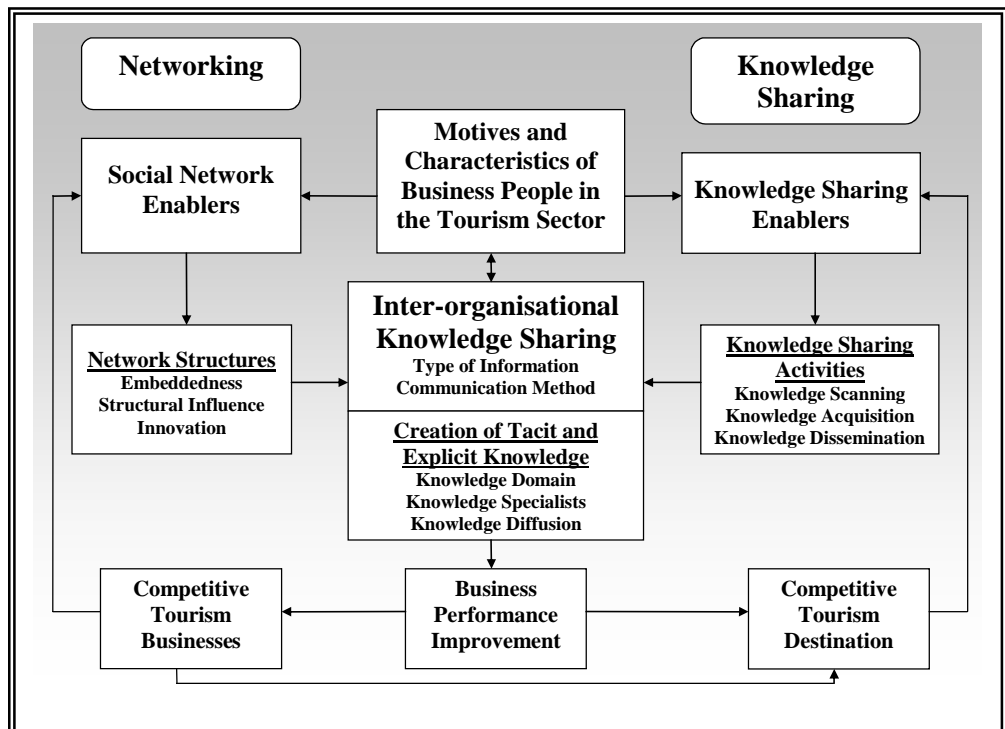 Networking
Knowledge
Sharing
Motives and
Characteristics of
Business People in
the Tourism Sector
Social Network
Enablers
Knowledge Sharing
Enablers
Inter-organisational
Knowledge Sharing
Type of Information
Communication Method
Network Structures
Embeddedness
Structural Influence
Innovation
Knowledge Sharing
Activities
Knowledge Scanning
Knowledge Acquisition
Knowledge Dissemination
Creation of Tacit and
Explicit Knowledge
Knowledge Domain
Knowledge Specialists
Knowledge Diffusion
Competitive
Tourism
Businesses
Business
Performance
Improvement
Competitive
Tourism
Destination